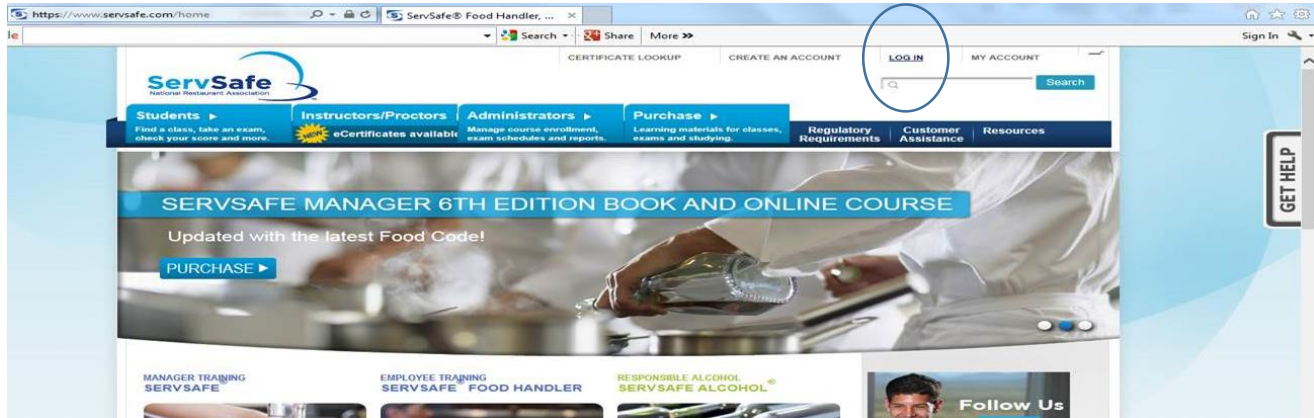 https://www.servsafe.com/home
ServSafe® Food Handler, ...
le
Search
Share
More
Sign In
CERTIFICATE LOOKUP
CREATE AN ACCOUNT
LOG IN
MY ACCOUNT
ServSafe
National Restaurant Association
Search
Students
Find a class, take an exam,
check your score and more.
Instructors/Proctors
NEW eCertificates available
Administrators
Manage course enrollment,
exam schedules and reports.
Purchase
Learning materials for classes,
exams and studying.
Regulatory
Requirements
Customer
Assistance
Resources
GET HELP
SERVSAFE MANAGER 6TH EDITION BOOK AND ONLINE COURSE
Updated with the latest Food Code!
PURCHASE
MANAGER TRAINING
SERVSAFE®
EMPLOYEE TRAINING
SERVSAFE® FOOD HANDLER
RESPONSIBLE ALCOHOL
SERVSAFE ALCOHOL®
Follow Us